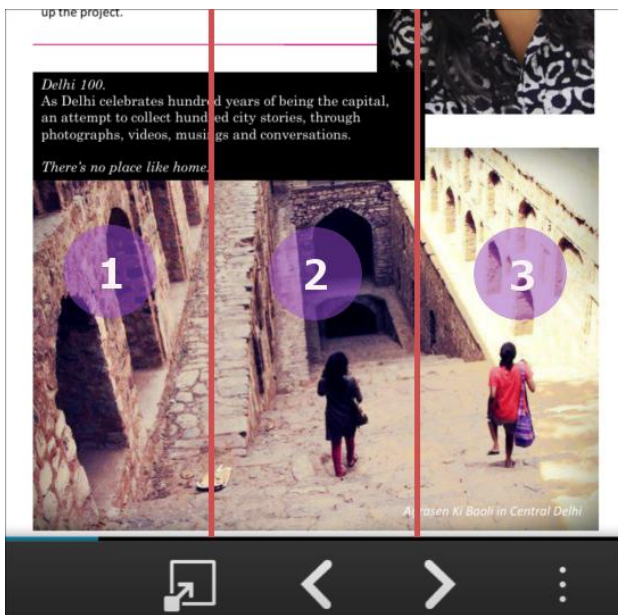 up the project.
Delhi 100.
As Delhi celebrates hundred years of being the capital,
an attempt to collect hundred city stories, through
photographs, videos, musings and conversations.
There's no place like home.
1
2
3
Agrasen Ki Baoli in Central Delhi